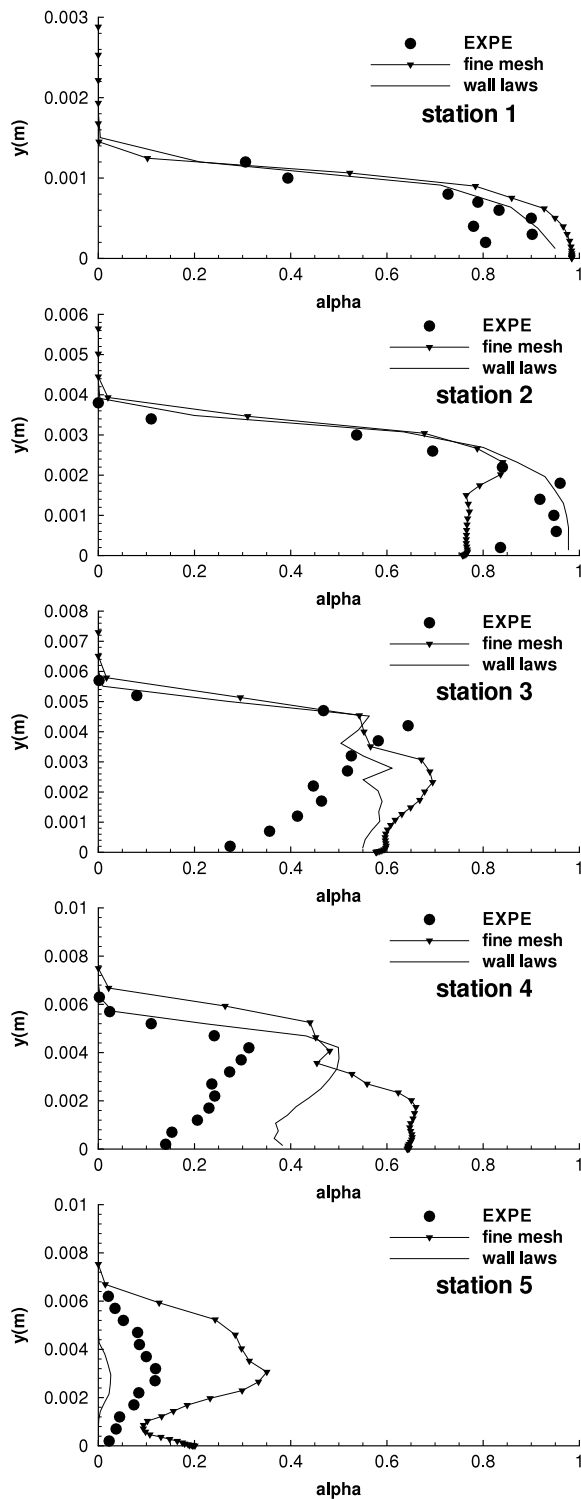 0.003
0.002
0.001
0
y(m)
EXPE
fine mesh
wall laws
station 1
0 0.2 0.4 0.6 0.8 1
alpha
0.006
0.005
0.004
0.003
0.002
0.001
0
y(m)
EXPE
fine mesh
wall laws
station 2
0 0.2 0.4 0.6 0.8 1
alpha
0.008
0.007
0.006
0.005
0.004
0.003
0.002
0.001
0
y(m)
EXPE
fine mesh
wall laws
station 3
0 0.2 0.4 0.6 0.8 1
alpha
0.01
0.008
0.006
0.004
0.002
0
y(m)
EXPE
fine mesh
wall laws
station 4
0 0.2 0.4 0.6 0.8 1
alpha
0.01
0.008
0.006
0.004
0.002
0
y(m)
EXPE
fine mesh
wall laws
station 5
0 0.2 0.4 0.6 0.8 1
alpha